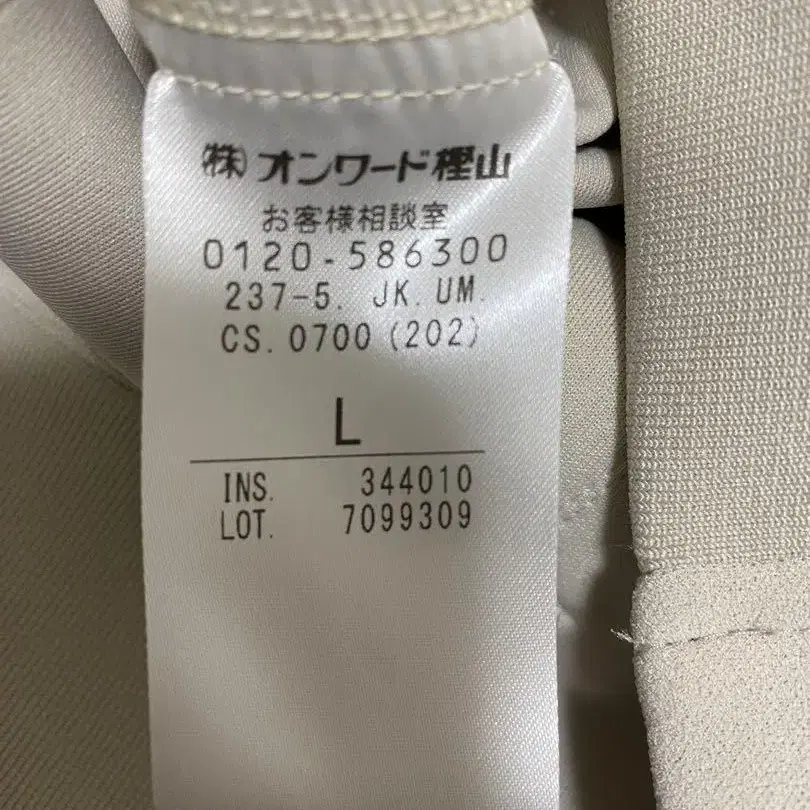 ㈱オンワード樫山
お客様相談室
0120-586300
237-5. JK. UM.
CS. 0700 (202)
L
INS. 344010
LOT. 7099309